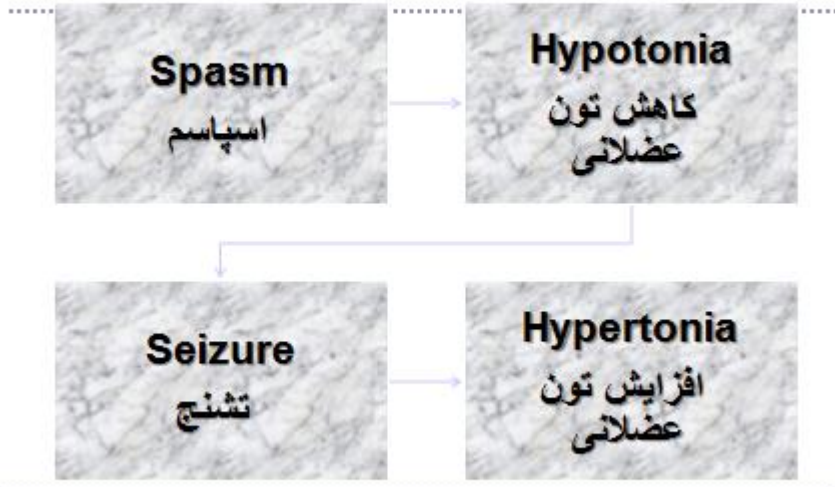 Spasm
اسپاسم
Hypotonia
کاهش تون
عضلانی
Seizure
تشنج
Hypertonia
افزایش تون
عضلانی